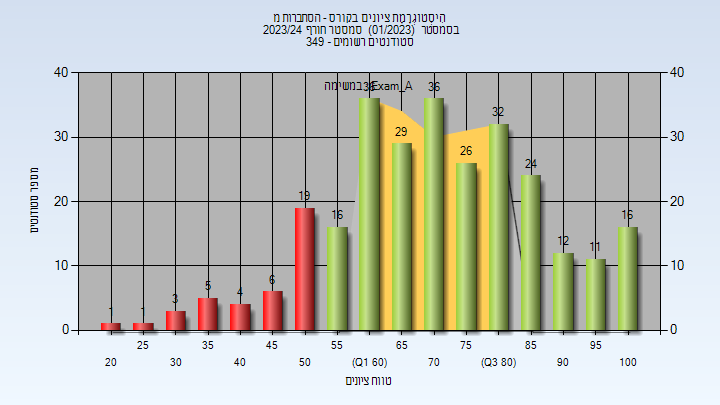 הִיסְטוֹגְרָמַת ציונים בקורס - הסתברות מ
בסמסטר (01/2023) סמסטר חורף 2023/24
סטודנטים רשומים - 349
במשימה: Exam_A
40 40
30 30
20 20
10 10
0 0
מספר סטודנטים
1 1 3 5 4 6 19 16 36 29 36 26 32 24 12 11 16
25 35 45 55 65 75 85 95
20 30 40 50 (Q1 60) 70 (Q3 80) 90 100
טווח ציונים